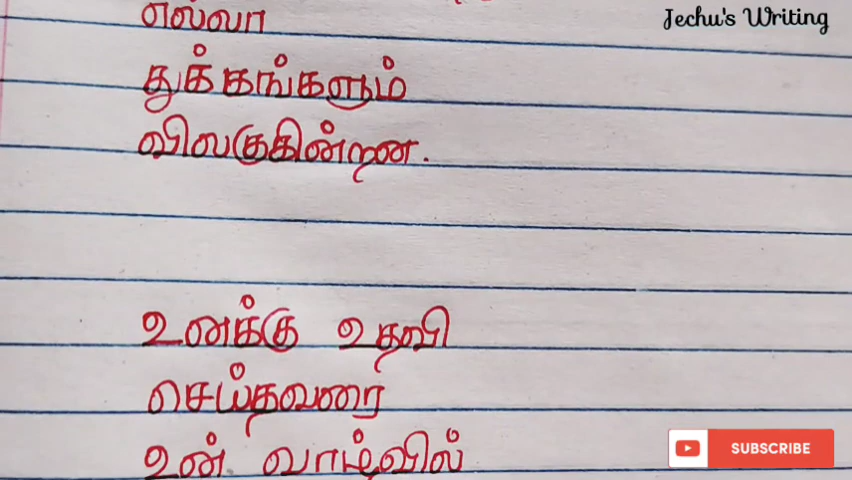 Jechu's Writing
எல்லா
துக்கங்களும்
விலகுகின்றன.
உனக்கு உதவி
செய்தவரை
உன் வாழ்வில்
SUBSCRIBE